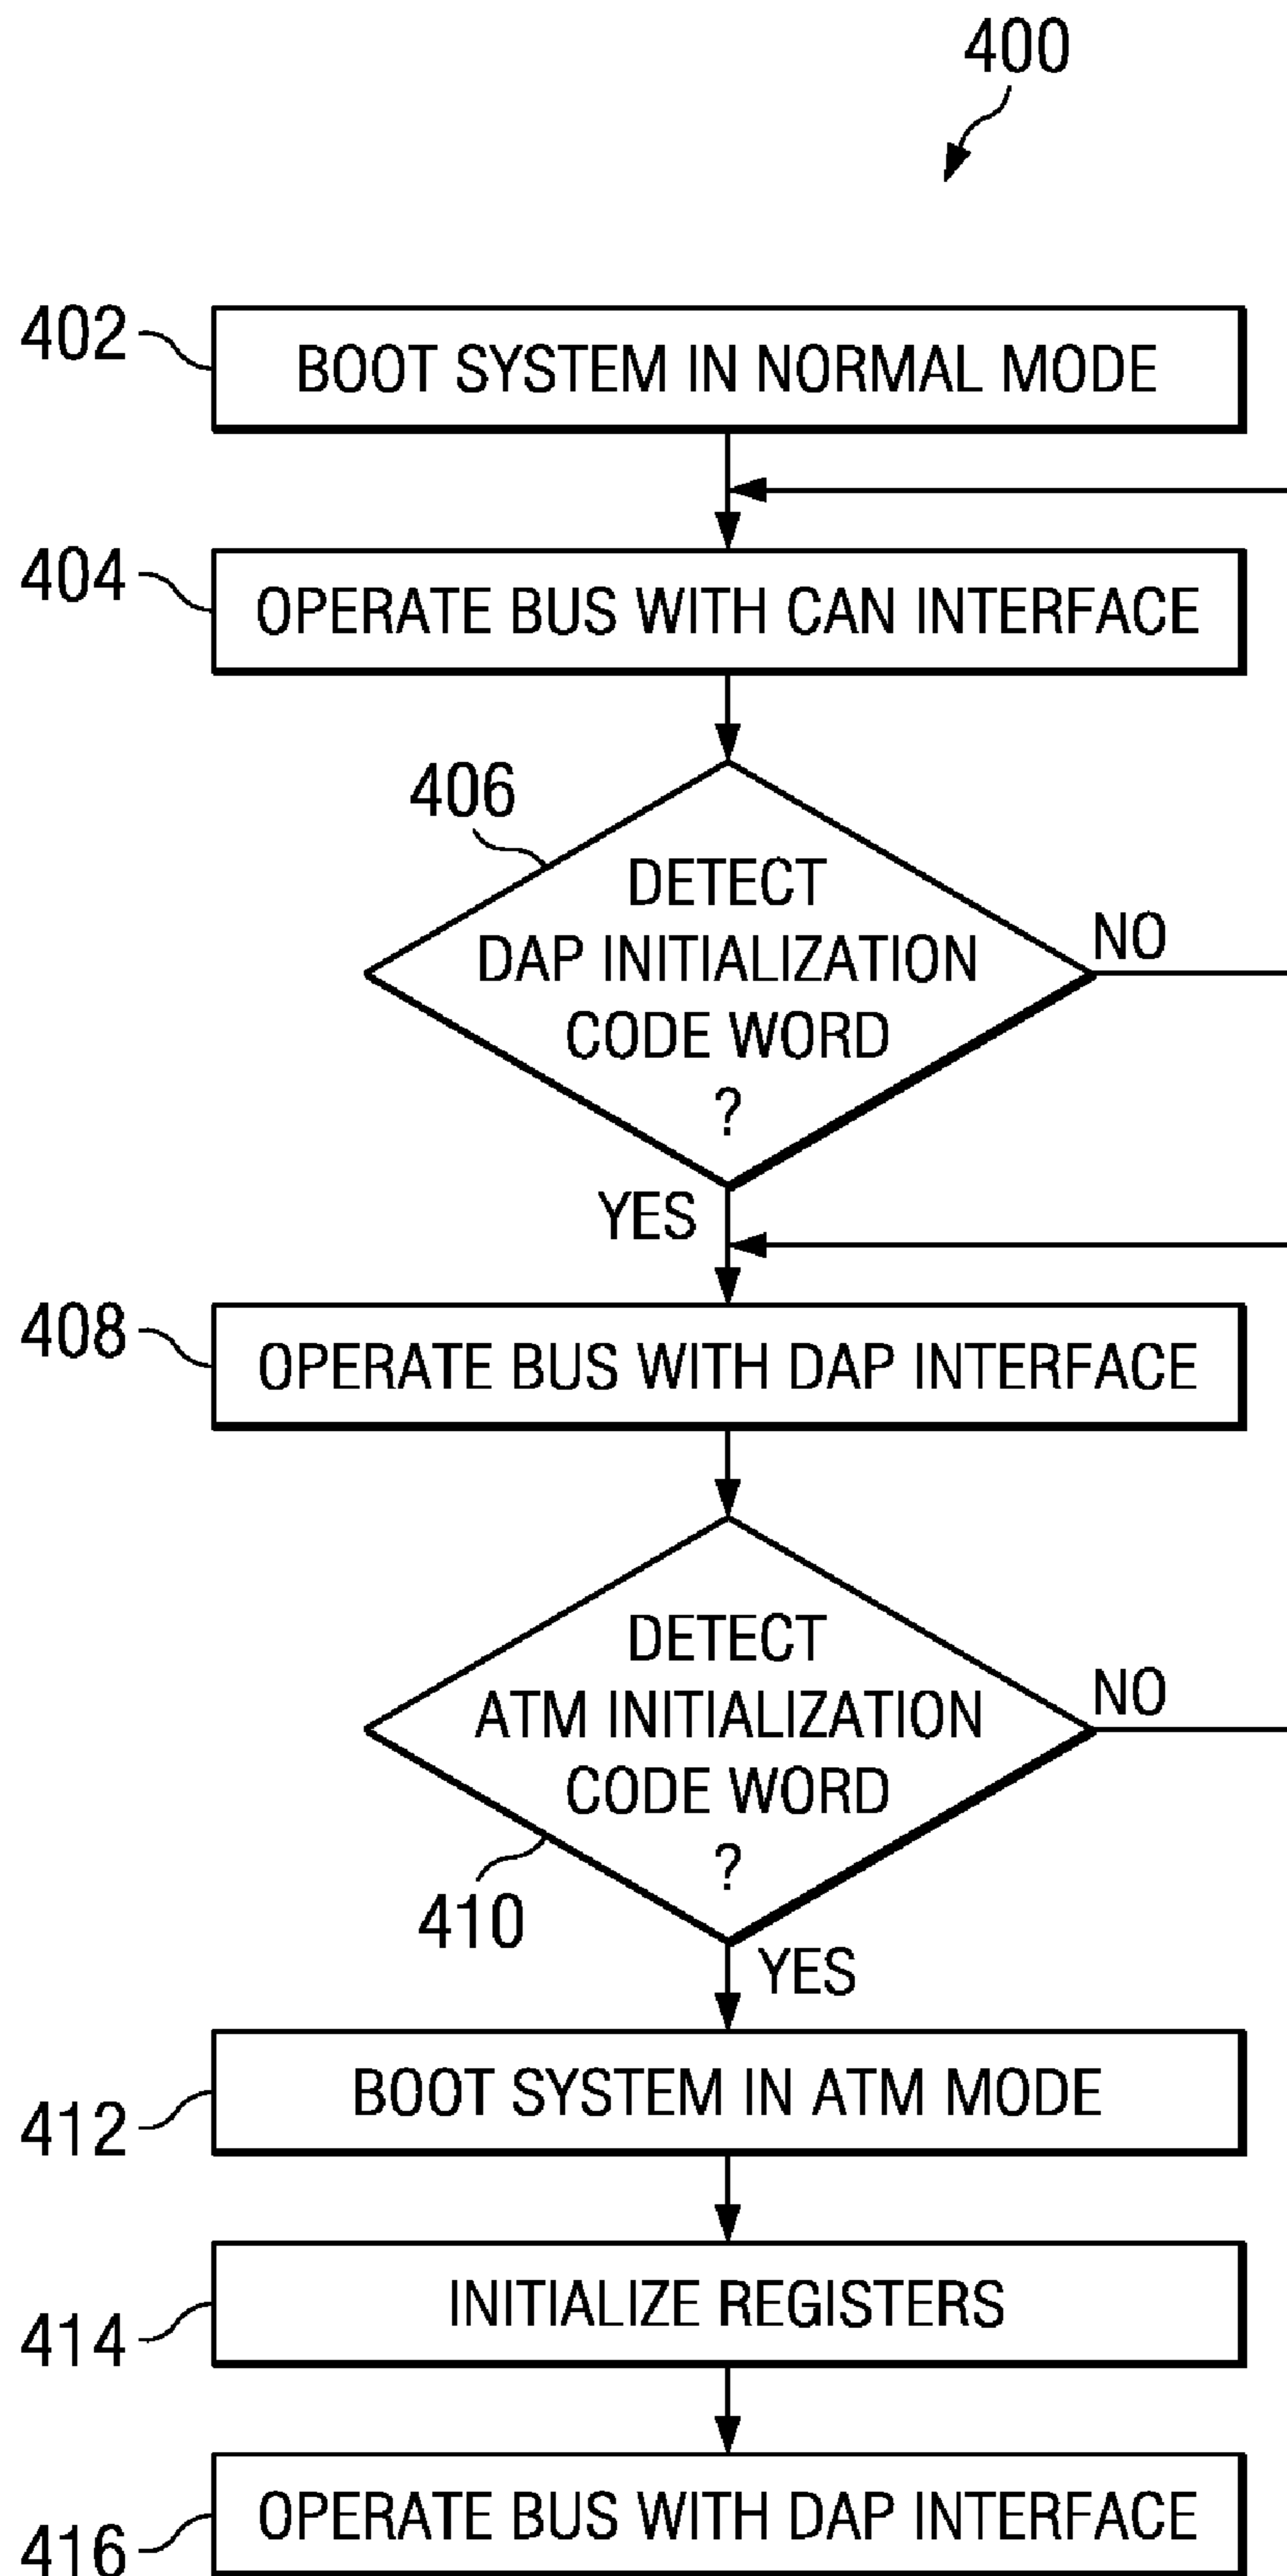 400
402
BOOT SYSTEM IN NORMAL MODE
404
OPERATE BUS WITH CAN INTERFACE
406
DETECT
DAP INITIALIZATION
CODE WORD
?
NO
YES
408
OPERATE BUS WITH DAP INTERFACE
DETECT
ATM INITIALIZATION
CODE WORD
?
NO
410
YES
412
BOOT SYSTEM IN ATM MODE
414
INITIALIZE REGISTERS
416
OPERATE BUS WITH DAP INTERFACE